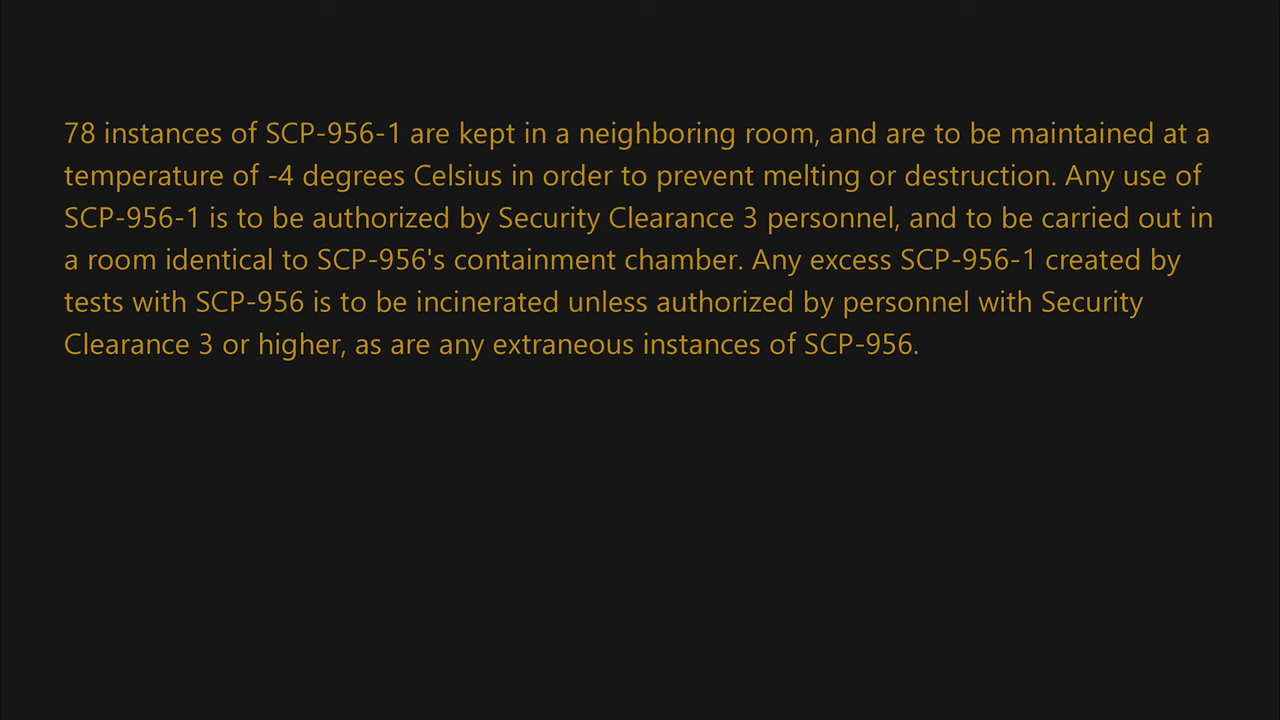 78 instances of SCP-956-1 are kept in a neighboring room, and are to be maintained at a
temperature of -4 degrees Celsius in order to prevent melting or destruction. Any use of
SCP-956-1 is to be authorized by Security Clearance 3 personnel, and to be carried out in
a room identical to SCP-956's containment chamber. Any excess SCP-956-1 created by
tests with SCP-956 is to be incinerated unless authorized by personnel with Security
Clearance 3 or higher, as are any extraneous instances of SCP-956.